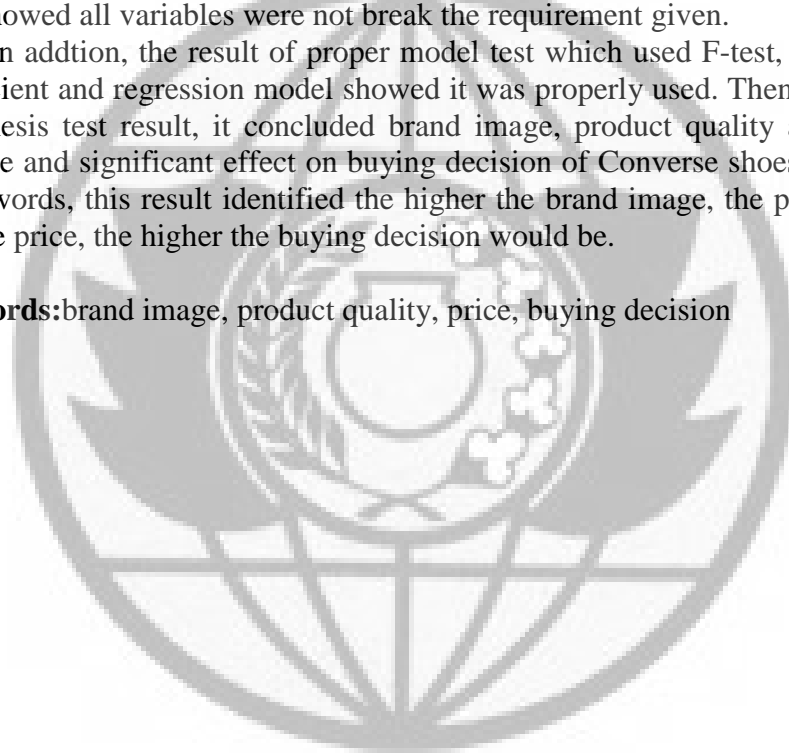 howed all variables were not break the requirement given.
n addtion, the result of proper model test which used F-test,
ient and regression model showed it was properly used. Then
esis test result, it concluded brand image, product quality a
e and significant effect on buying decision of Converse shoes
words, this result identified the higher the brand image, the p
e price, the higher the buying decision would be.
ords:brand image, product quality, price, buying decision